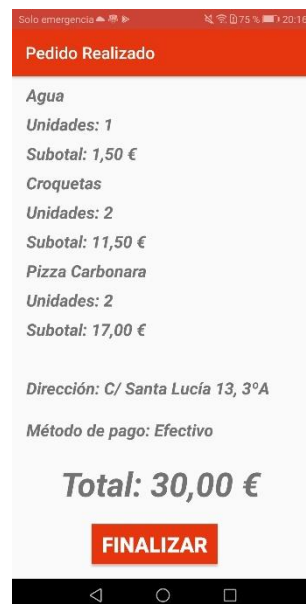 Solo emergencia 75 % 20:16
Pedido Realizado
Agua
Unidades: 1
Subotal: 1,50 €
Croquetas
Unidades: 2
Subotal: 11,50 €
Pizza Carbonara
Unidades: 2
Subotal: 17,00 €
Dirección: C/ Santa Lucía 13, 3ºA
Método de pago: Efectivo
Total: 30,00 €
FINALIZAR